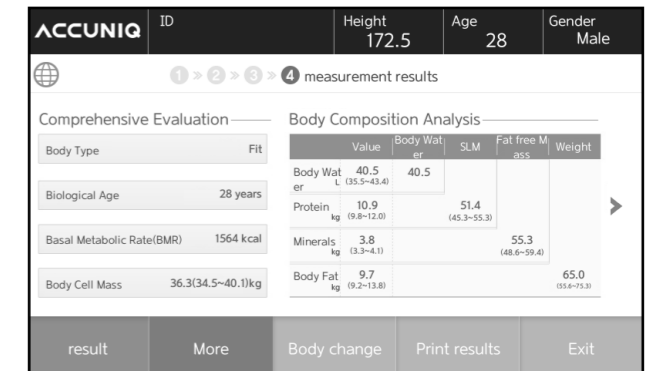 ACCUNIQ
ID
Height
172.5
Age
28
Gender
Male
1 » 2 » 3 » 4 measurement results
Comprehensive Evaluation
Body Type Fit
Biological Age 28 years
Basal Metabolic Rate(BMR) 1564 kcal
Body Cell Mass 36.3(34.5~40.1)kg
Body Composition Analysis
Value Body Wat SLM Fat free M Weight
er ass
Body Wat 40.5 40.5
er L (35.5~43.4)
Protein 10.9 51.4
kg (9.8~12.0) (45.3~55.3)
Minerals 3.8 55.3
kg (3.3~4.1) (48.6~59.4)
Body Fat 9.7 65.0
kg (9.2~13.8) (55.6~75.3)
result More Body change Print results Exit